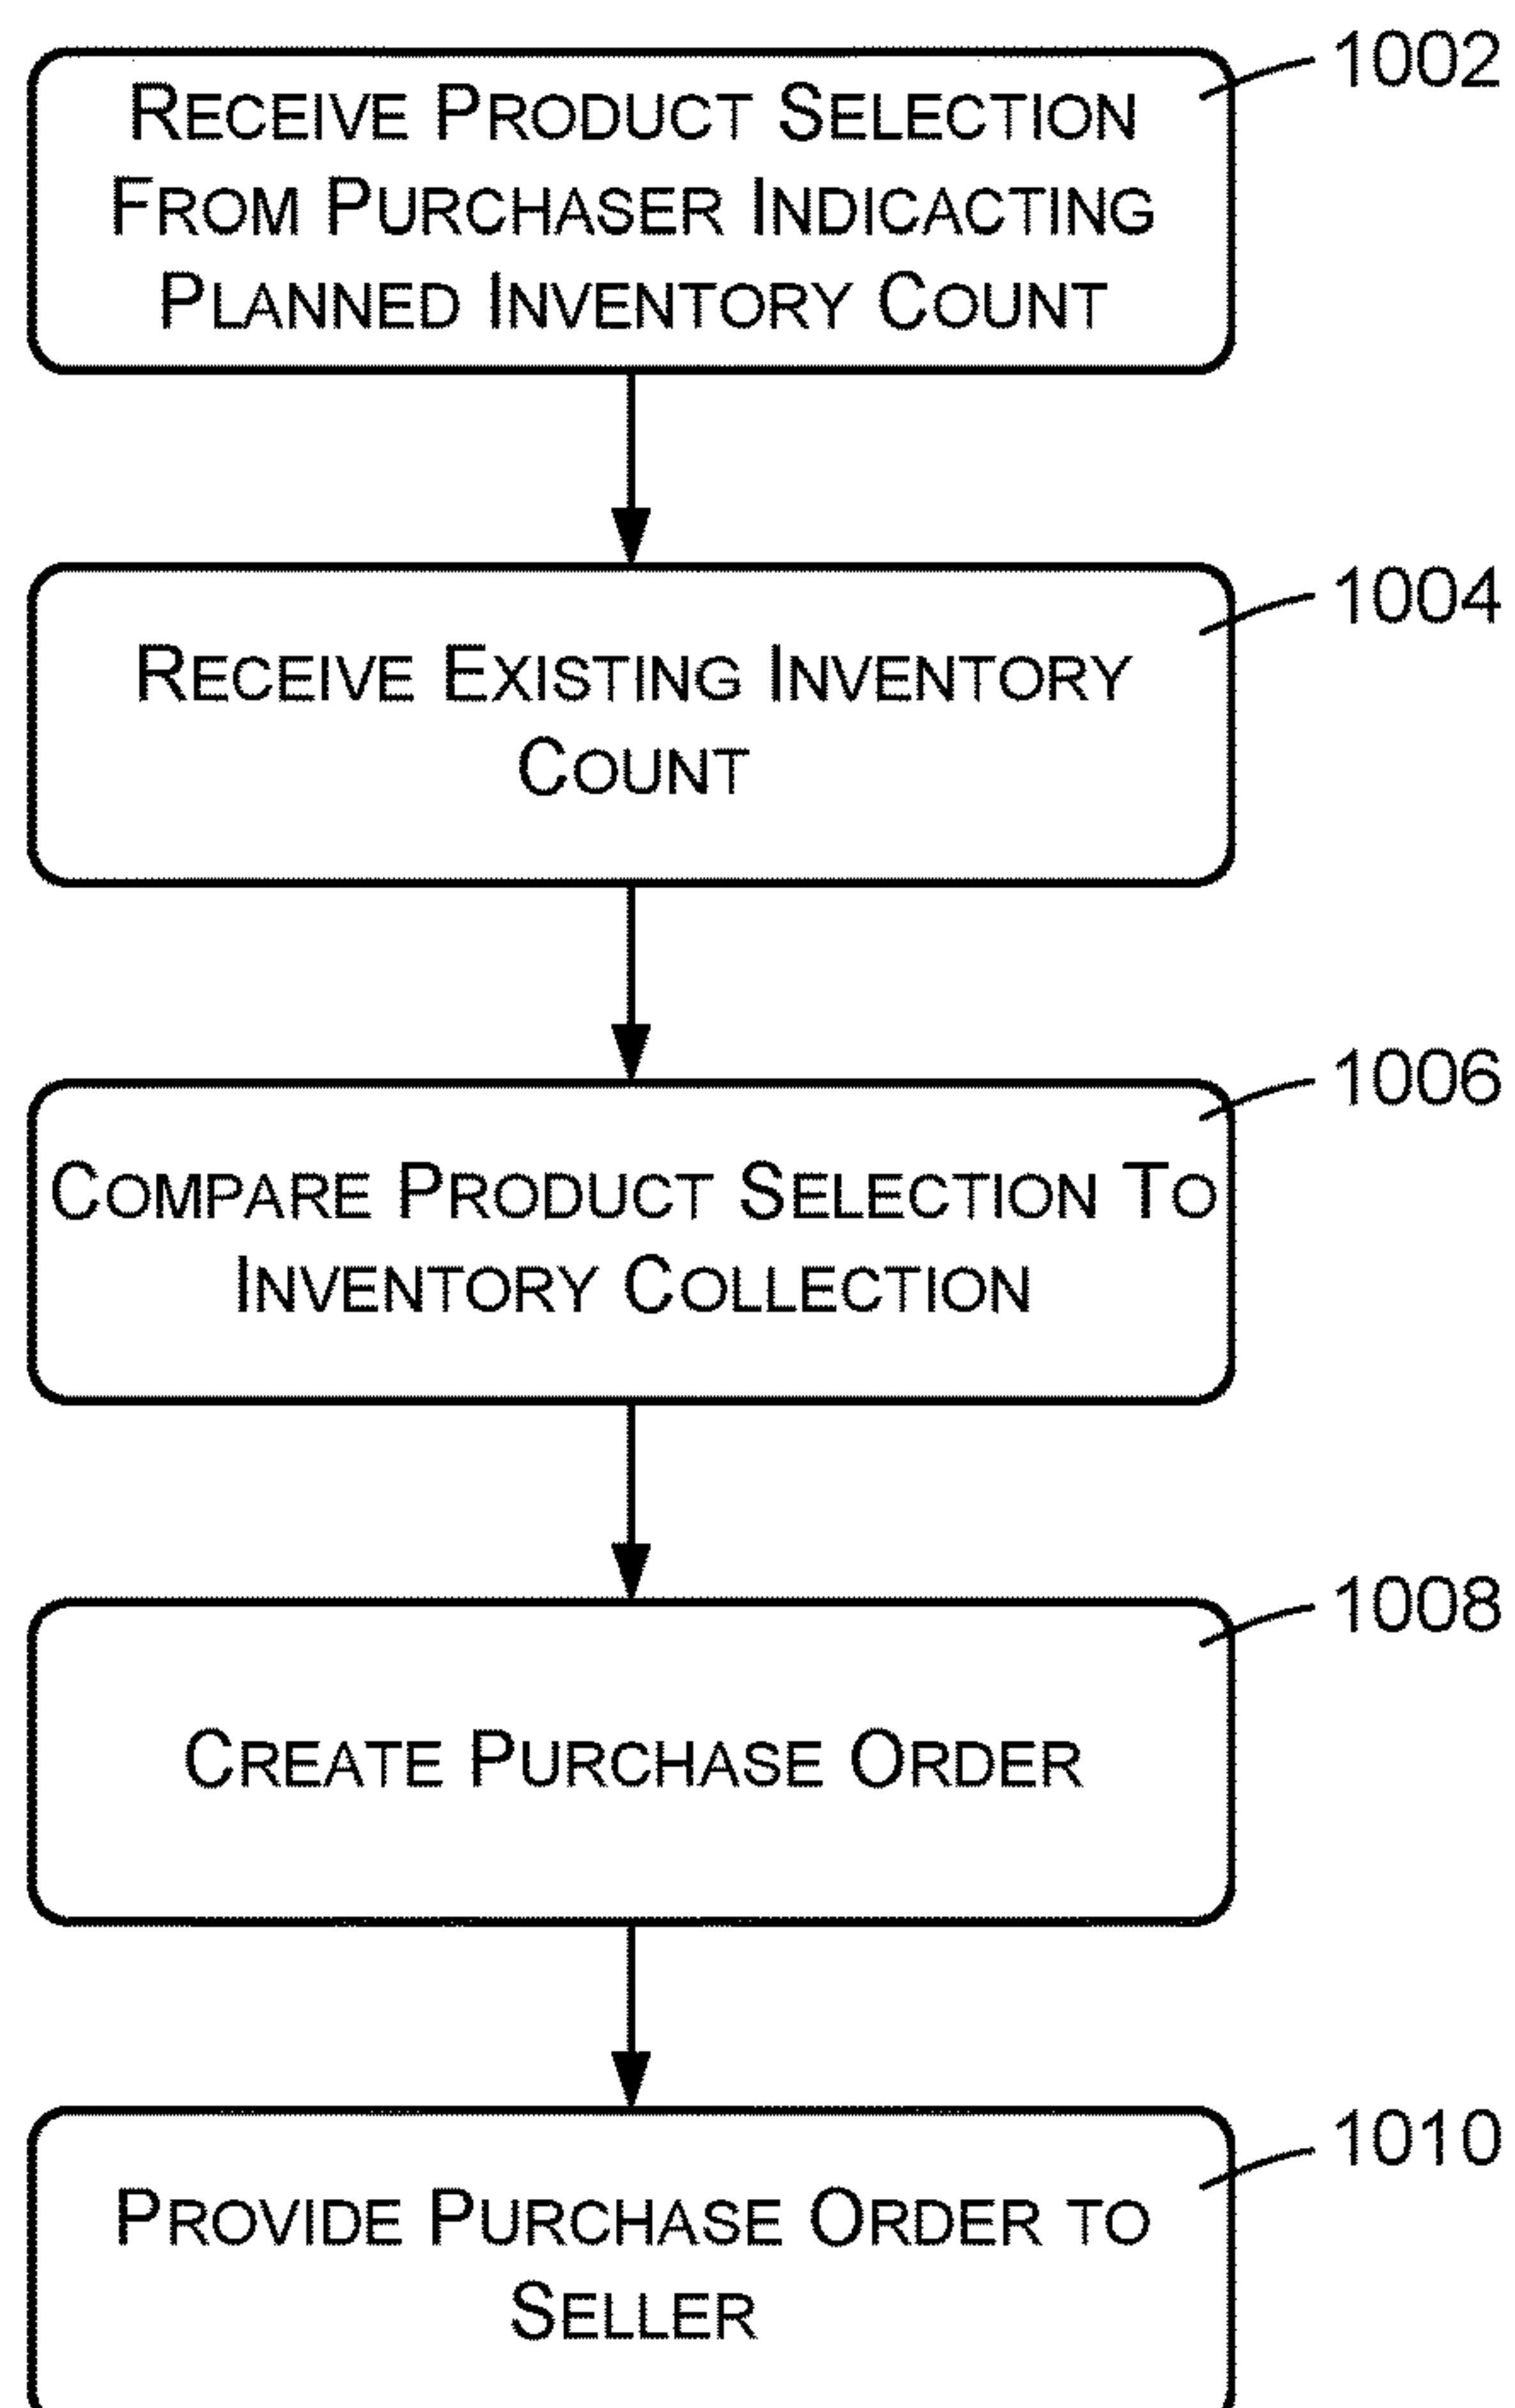 1002
RECEIVE PRODUCT SELECTION
FROM PURCHASER INDICACTING
PLANNED INVENTORY COUNT
1004
RECEIVE EXISTING INVENTORY
COUNT
1006
COMPARE PRODUCT SELECTION TO
INVENTORY COLLECTION
1008
CREATE PURCHASE ORDER
1010
PROVIDE PURCHASE ORDER TO
SELLER